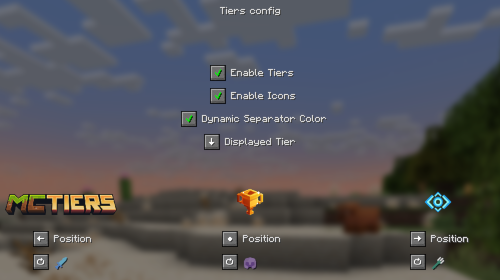 Tiers config
Enable Tiers
Enable Icons
Dynamic Separator Color
Displayed Tier
MCTIERS
Position Position Position